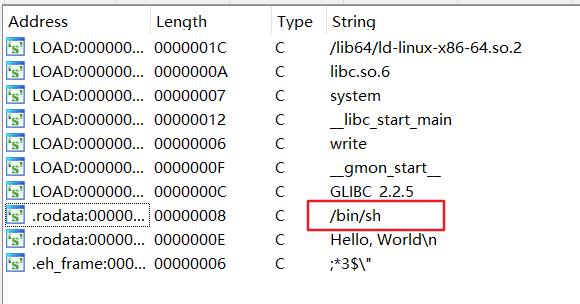 Address Length Type String
LOAD:000000... 0000001C C /lib64/ld-linux-x86-64.so.2
LOAD:000000... 0000000A C libc.so.6
LOAD:000000... 00000007 C system
LOAD:000000... 00000012 C __libc_start_main
LOAD:000000... 00000006 C write
LOAD:000000... 0000000F C __gmon_start__
LOAD:000000... 0000000C C GLIBC_2.2.5
.rodata:00000... 00000008 C /bin/sh
.rodata:00000... 0000000E C Hello, World\n
.eh_frame:000... 00000006 C ;*3$\"